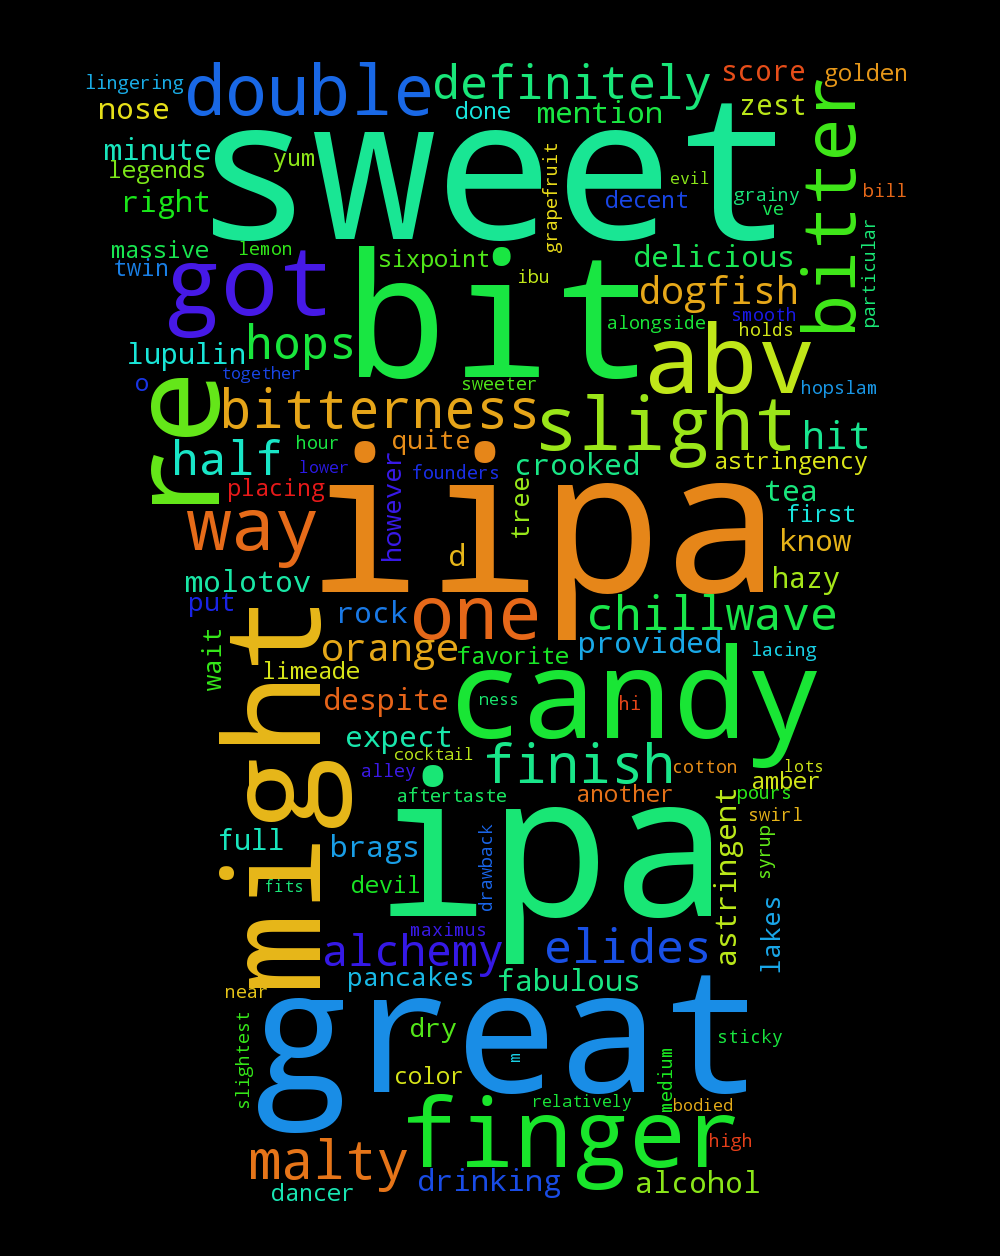 lingering
double
definitely
score
golden
nose
done
mention
zest
sweet
minute
yum
legends
right
grapefruit
evil
decent
grainy
ve
bill
bitter
particular
massive
lemon
twin
got
sixpoint
bit
ibu
delicious
dogfish
smooth
alongside
holds
hops
lupulin
abv
together
o
sweeter
hopslam
re
bitterness
slight
hit
hour
quite
half
lower
founders
crooked
astringency
placing
however
iipa
tree
tea
first
way
d
know
molotov
hazy
put
rock
one
chillwave
wait
orange
favorite
provided
lacing
limeade
might
despite
ness
candy
hi
expect
cocktail
finish
alley
cotton
lots
amber
aftertaste
another
pours
ipa
swirl
full
brags
drawback
astringent
syrup
fits
devil
maximus
alchemy
elides
lakes
pancakes
fabulous
near
great
slightest
dry
sticky
m
color
medium
relatively
bodied
finger
high
malty
drinking
alcohol
dancer